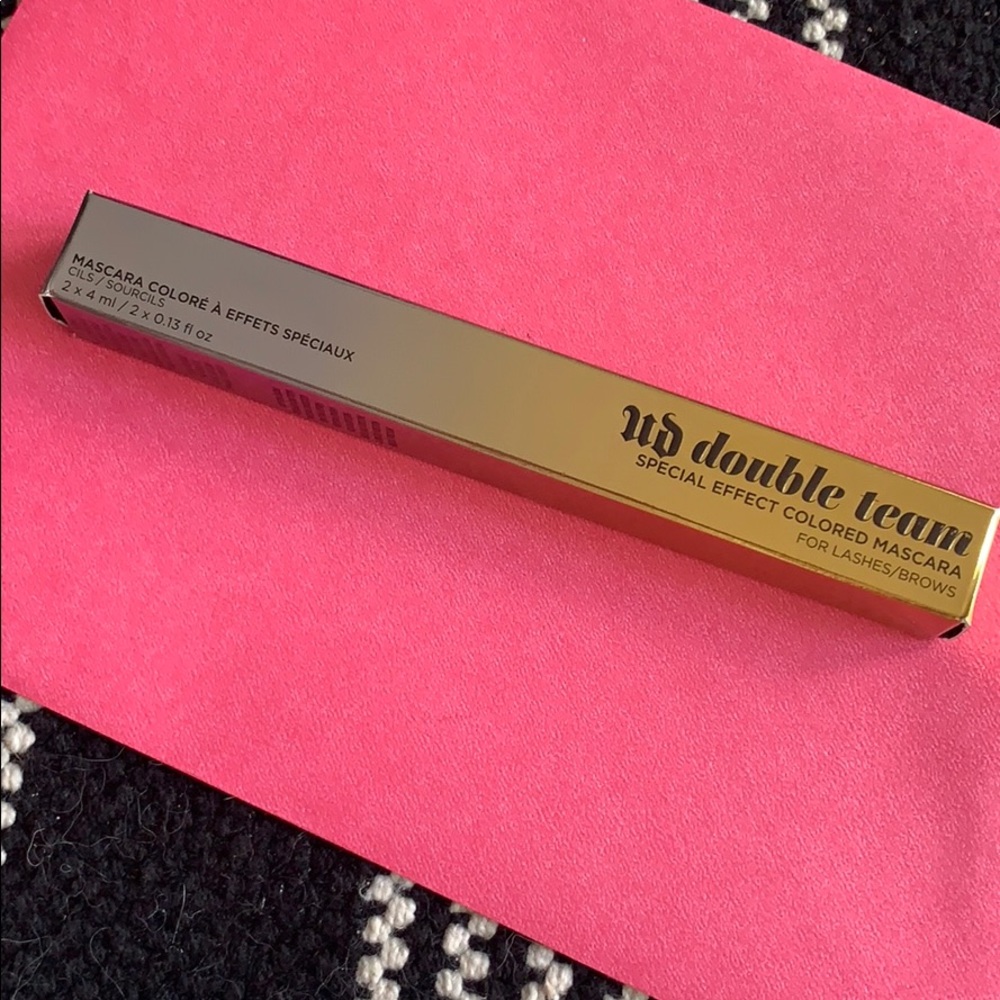 MASCARA COLORÉ À EFFETS SPÉCIAUX
CILS / SOURCILS
2 x 4 ml / 2 x 0.13 fl oz
UD double team
SPECIAL EFFECT COLORED MASCARA
FOR LASHES/BROWS